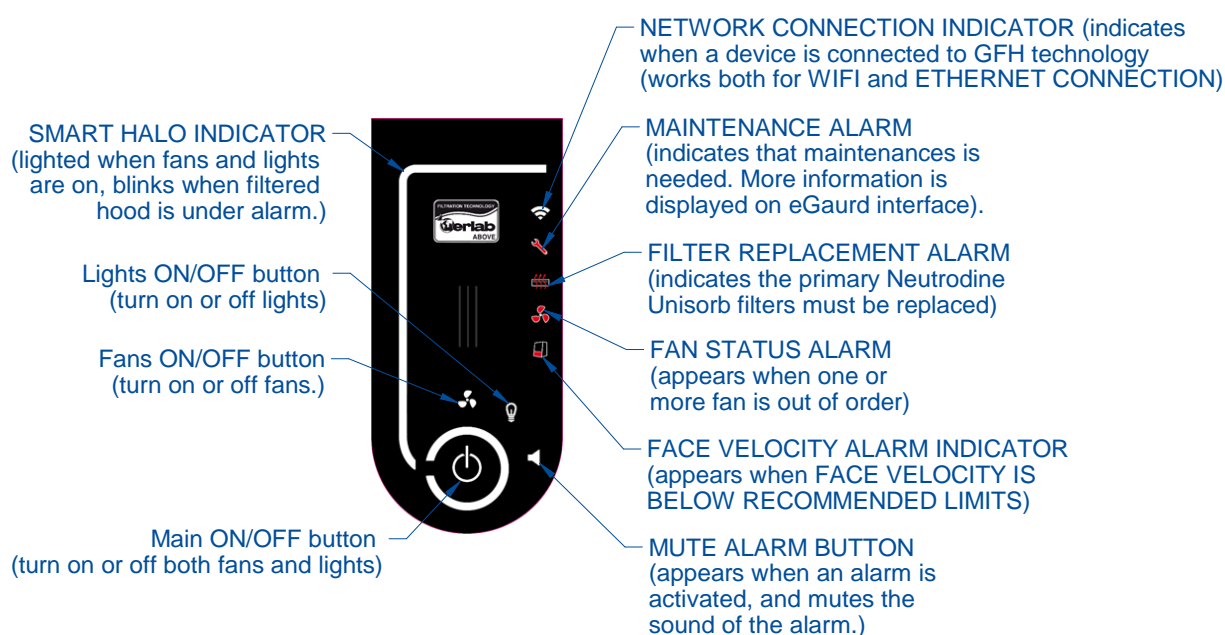 NETWORK CONNECTION INDICATOR (indicates
when a device is connected to GFH technology
(works both for WIFI and ETHERNET CONNECTION)
SMART HALO INDICATOR
(lighted when fans and lights
are on, blinks when filtered
hood is under alarm.)
MAINTENANCE ALARM
(indicates that maintenances is
needed. More information is
displayed on eGaurd interface).
FILTRATION TECHNOLOGY
erlab
ABOVE
Lights ON/OFF button
(turn on or off lights)
FILTER REPLACEMENT ALARM
(indicates the primary Neutrodine
Unisorb filters must be replaced)
Fans ON/OFF button
(turn on or off fans.)
FAN STATUS ALARM
(appears when one or
more fan is out of order)
FACE VELOCITY ALARM INDICATOR
(appears when FACE VELOCITY IS
BELOW RECOMMENDED LIMITS)
Main ON/OFF button
(turn on or off both fans and lights)
MUTE ALARM BUTTON
(appears when an alarm is
activated, and mutes the
sound of the alarm.)